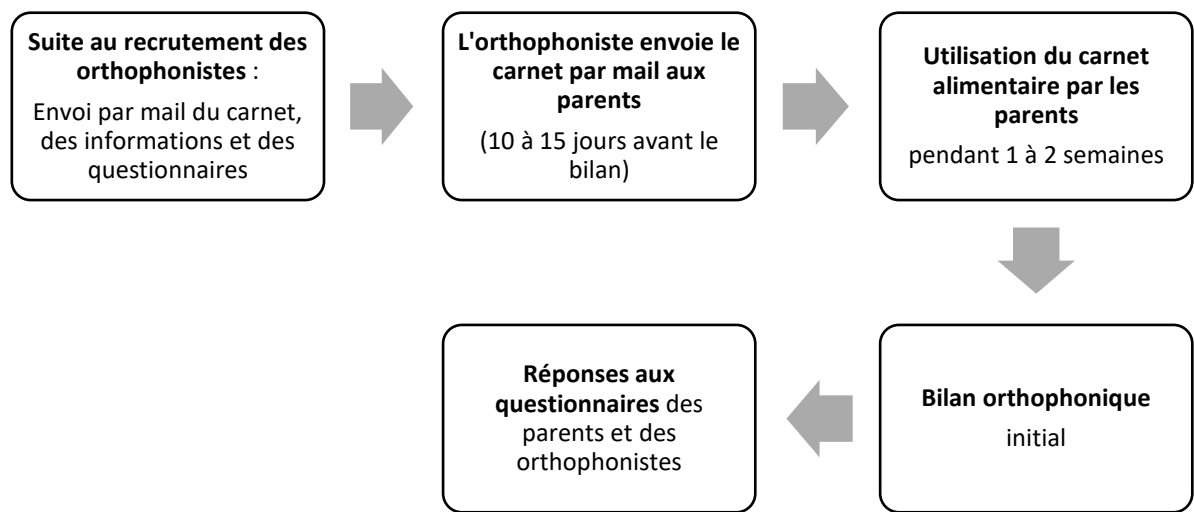 Suite au recrutement des
orthophonistes :
Envoi par mail du carnet,
des informations et des
questionnaires
L'orthophoniste envoie le
carnet par mail aux
parents
(10 à 15 jours avant le
bilan)
Utilisation du carnet
alimentaire par les
parents
pendant 1 à 2 semaines
Bilan orthophonique
initial
Réponses aux
questionnaires des
parents et des
orthophonistes